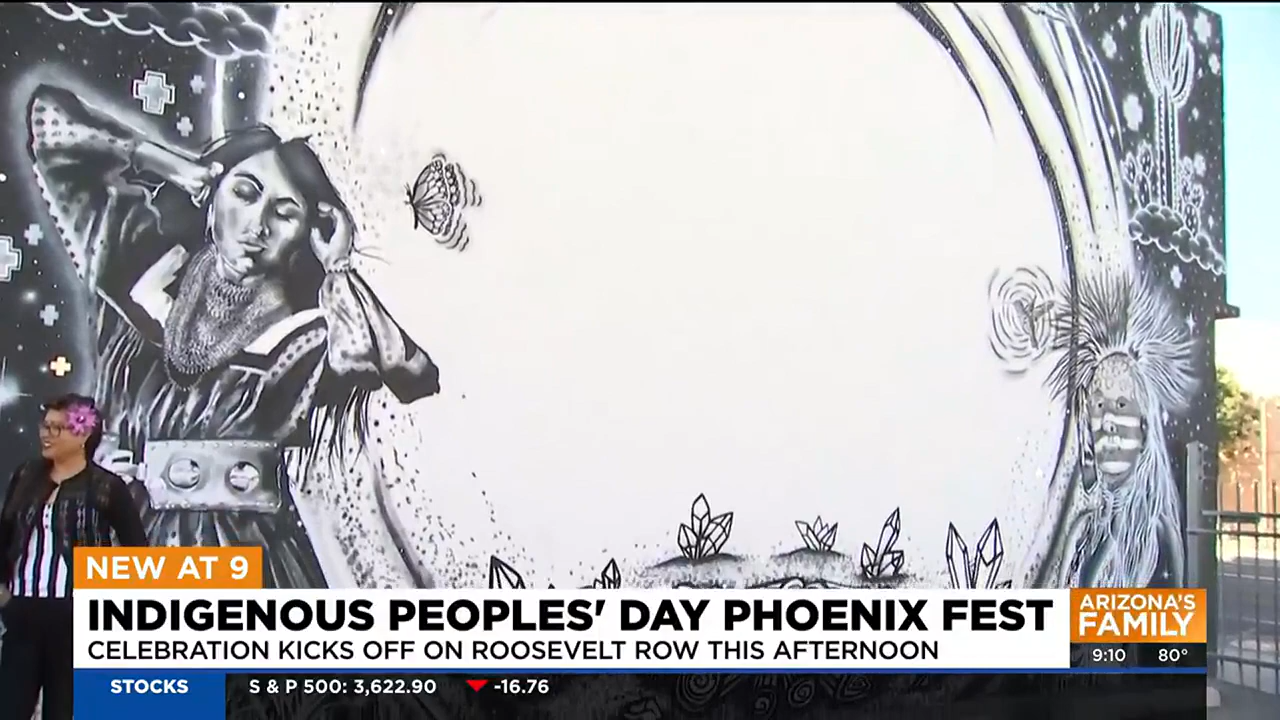 NEW AT 9
INDIGENOUS PEOPLES' DAY PHOENIX FEST
CELEBRATION KICKS OFF ON ROOSEVELT ROW THIS AFTERNOON
ARIZONA'S
FAMILY
9:10 80°
STOCKS S & P 500: 3,622.90 -16.76